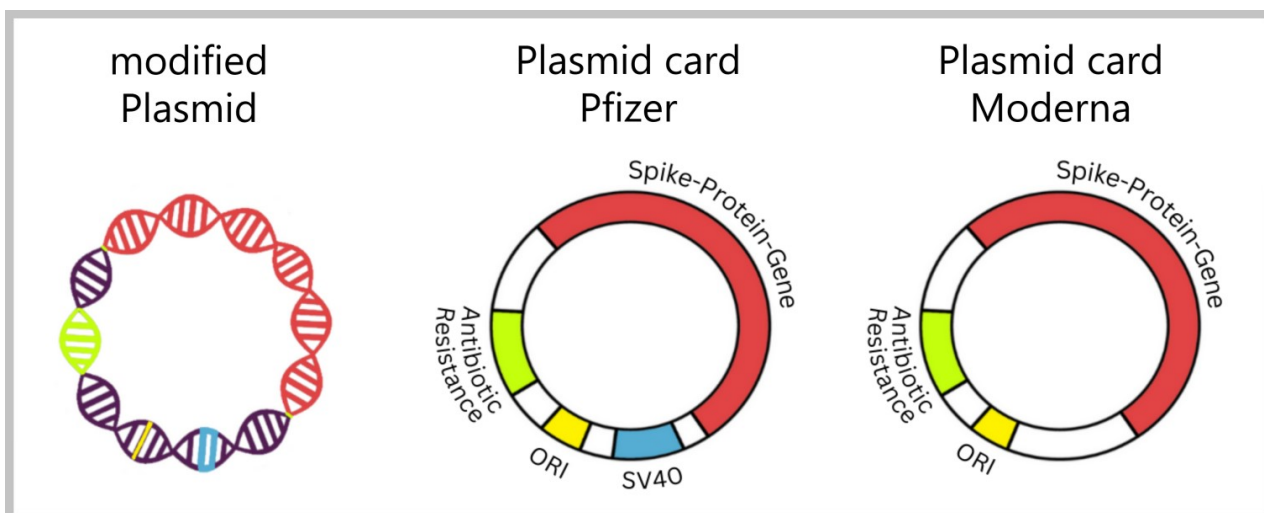 modified
Plasmid
Plasmid card
Pfizer
Plasmid card
Moderna
Spike-Protein-Gene
Antibiotic
Resistance
ORI
SV40
Spike-Protein-Gene
Antibiotic
Resistance
ORI